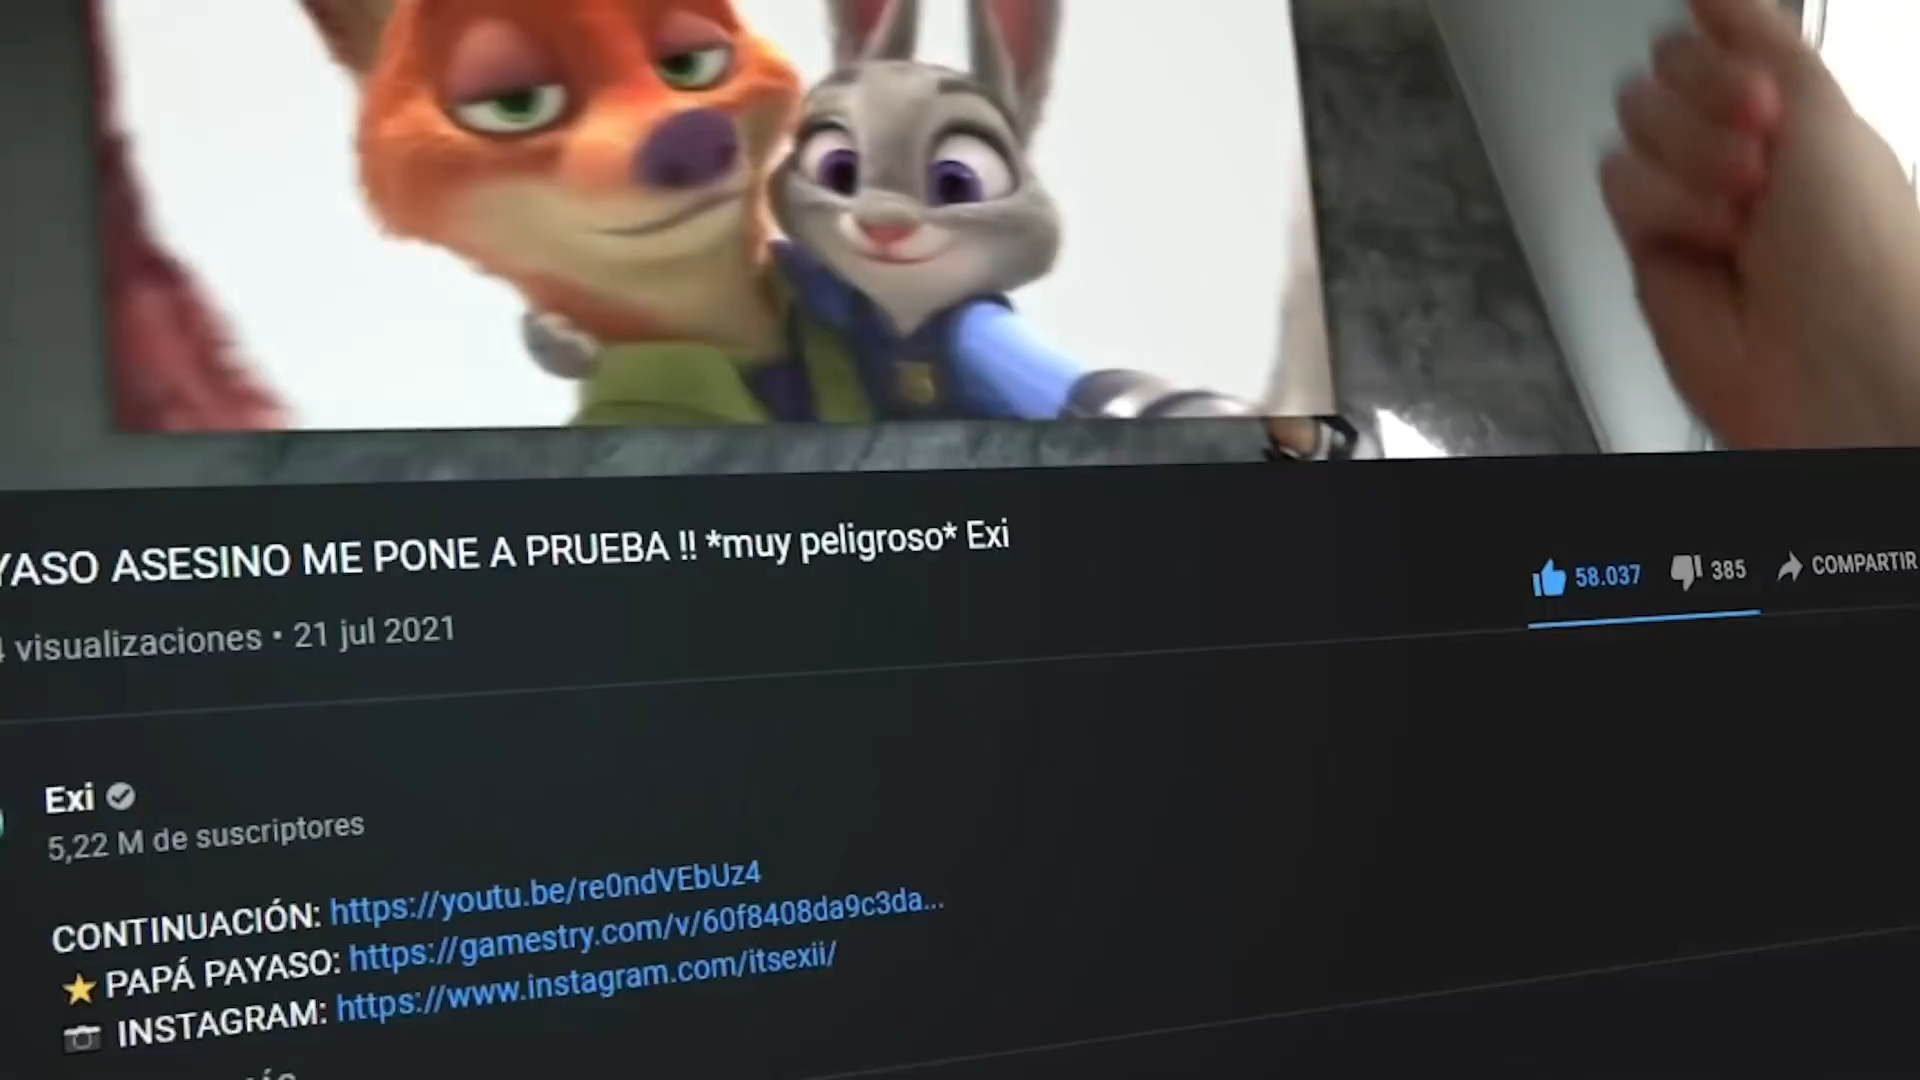 ASESINO ME PONE A PRUEBA !! *muy peligroso* Exi
58.037 385 COMPARTIR
visualizaciones • 21 jul 2021
Exi
5,22 M de suscriptores
CONTINUACIÓN: https://youtu.be/re0ndVEbUz4
PAPÁ PAYASO: https://gamestry.com/v/60f8408da9c3da...
INSTAGRAM: https://www.instagram.com/itsexii/